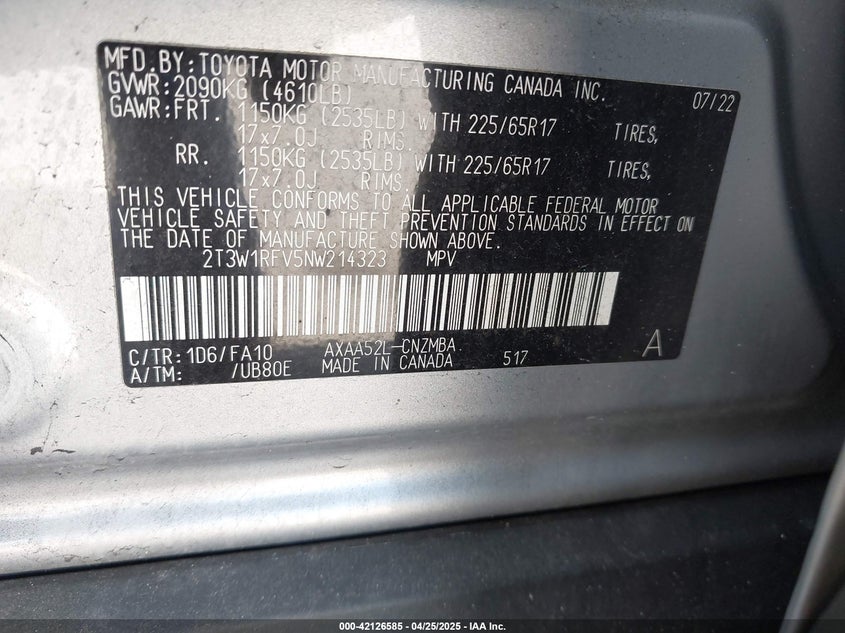 MFD.BY:TOYOTA MOTOR MANUFACTURING CANADA INC.
GVWR:2090KG (4610LB) 07/22
GAWR:FRT. 1150KG (2535LB) WITH 225/65R17 TIRES,
17x7.0J RIMS.
RR. 1150KG (2535LB) WITH 225/65R17 TIRES,
17x7.0J RIMS.
THIS VEHICLE CONFORMS TO ALL APPLICABLE FEDERAL MOTOR
VEHICLE SAFETY AND THEFT PREVENTION STANDARDS IN EFFECT ON
THE DATE OF MANUFACTURE SHOWN ABOVE.
2T3W1RFV5NW214323 MPV
C/TR:1D6/FA10 AXAA52L-CNZMBA A
A/TM: /UB80E MADE IN CANADA 517
000-42126585 - 04/25/2025 - IAA Inc.